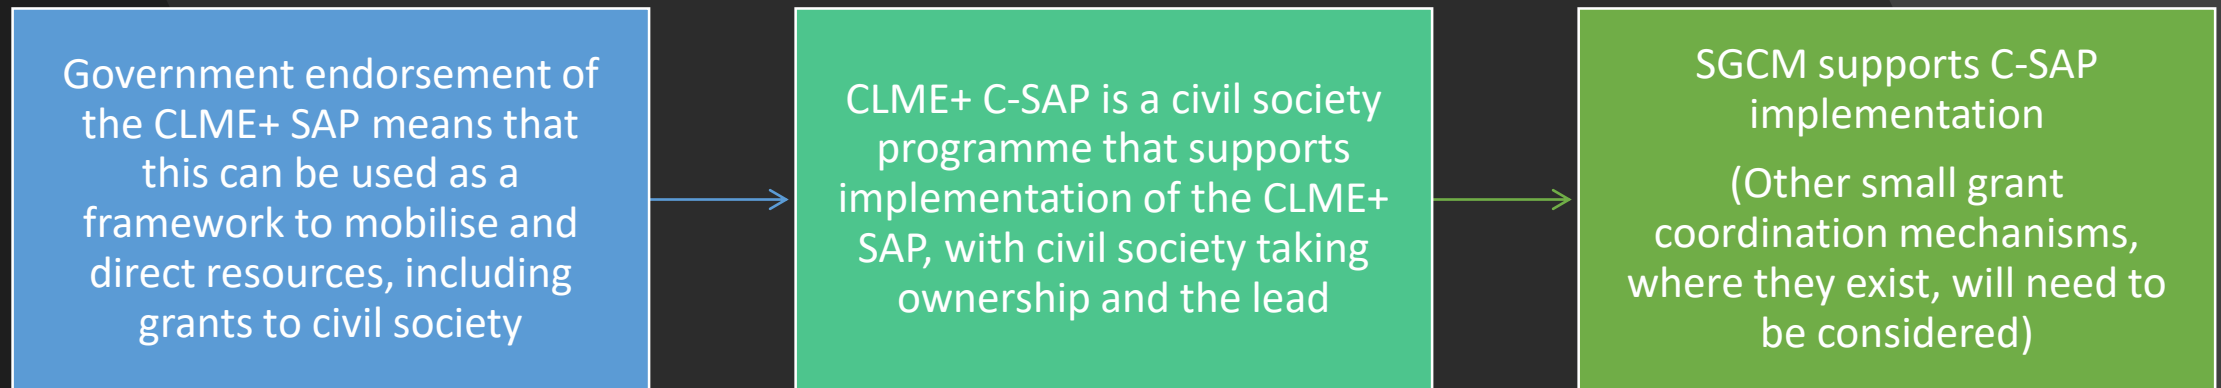 Government endorsement of
the CLME+ SAP means that
this can be used as a
framework to mobilise and
direct resources, including
grants to civil society
CLME+ C-SAP is a civil society
programme that supports
implementation of the CLME+
SAP, with civil society taking
ownership and the lead
SGCM supports C-SAP
implementation
(Other small grant
coordination mechanisms,
where they exist, will need to
be considered)